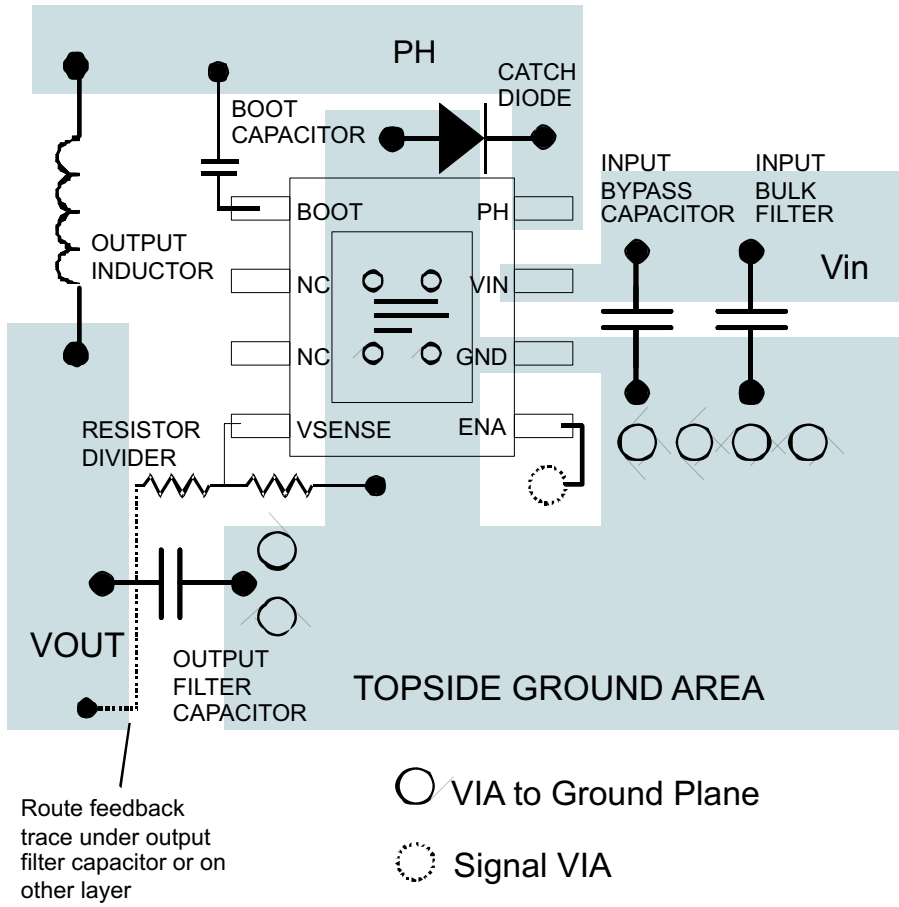 PH
CATCH
DIODE
BOOT
CAPACITOR
INPUT
BYPASS
CAPACITOR
INPUT
BULK
FILTER
BOOT
PH
OUTPUT
INDUCTOR
NC
VIN
Vin
NC
GND
RESISTOR
DIVIDER
VSENSE
ENA
VOUT
OUTPUT
FILTER
CAPACITOR
TOPSIDE GROUND AREA
Route feedback
trace under output
filter capacitor or on
other layer
VIA to Ground Plane
Signal VIA